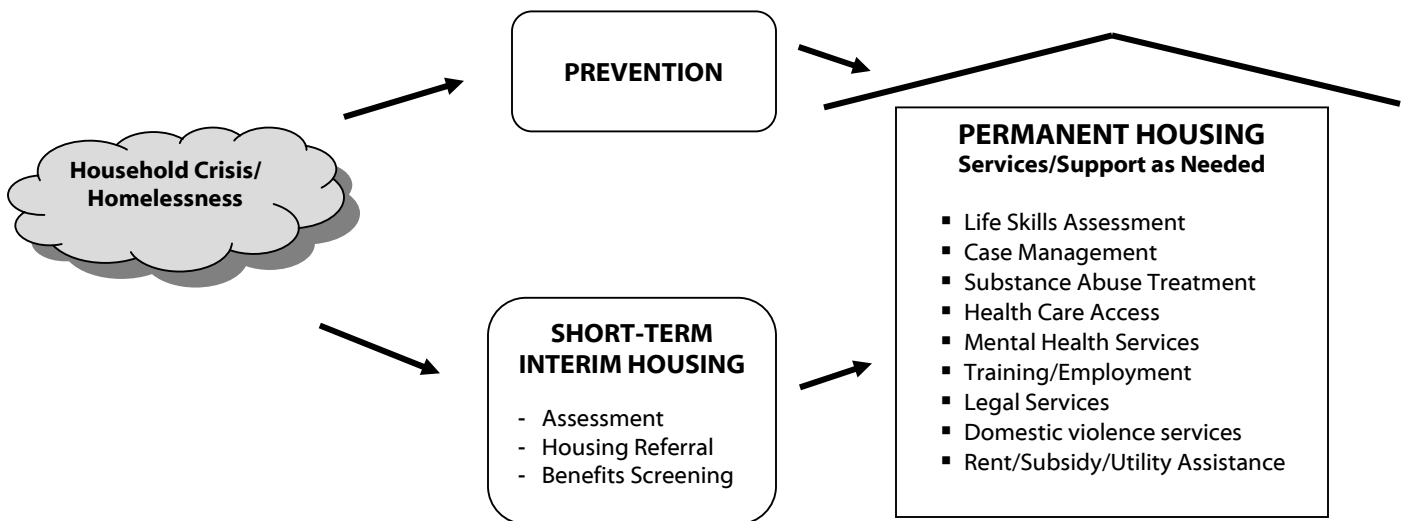 Household Crisis/
Homelessness
PREVENTION
SHORT-TERM
INTERIM HOUSING
- Assessment
- Housing Referral
- Benefits Screening
PERMANENT HOUSING
Services/Support as Needed
▪ Life Skills Assessment
▪ Case Management
▪ Substance Abuse Treatment
▪ Health Care Access
▪ Mental Health Services
▪ Training/Employment
▪ Legal Services
▪ Domestic violence services
▪ Rent/Subsidy/Utility Assistance